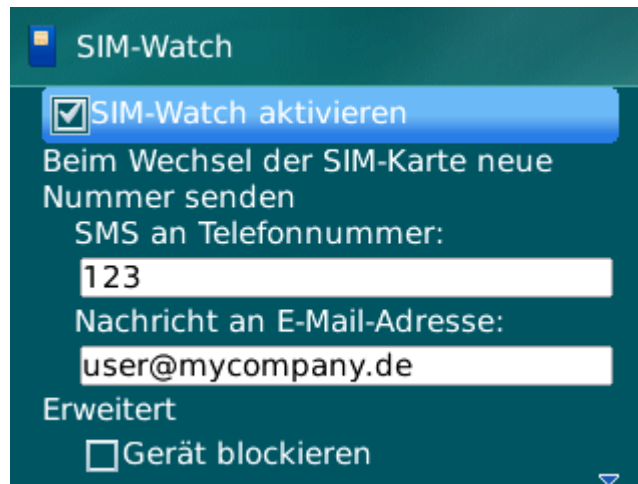 SIM-Watch
SIM-Watch aktivieren
Beim Wechsel der SIM-Karte neue
Nummer senden
SMS an Telefonnummer:
123
Nachricht an E-Mail-Adresse:
user@mycompany.de
Erweitert
Gerät blockieren